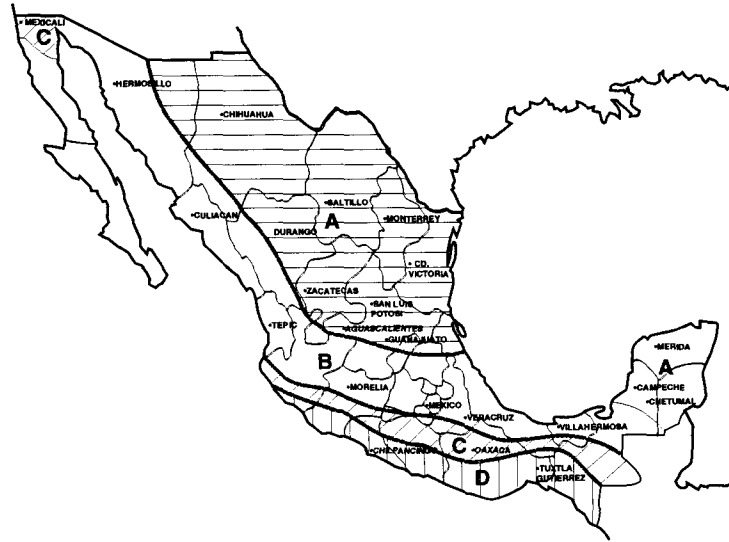 MEXICALI
C
HERMOSILLO
CHIHUAHUA
CULIACAN
DURANGO
SALTILLO
A
MONTERREY
CD.
VICTORIA
ZACATECAS
SAN LUIS
POTOSI
TEPIC
AGUASCALIENTES
GUANAJUATO
B
MORELIA
MEXICO
VERACRUZ
MERIDA
A
CAMPECHE
CHETUMAL
VILLAHERMOSA
CHILPANCINGO
C
OAXACA
D
TUXTLA
GUTIERREZ